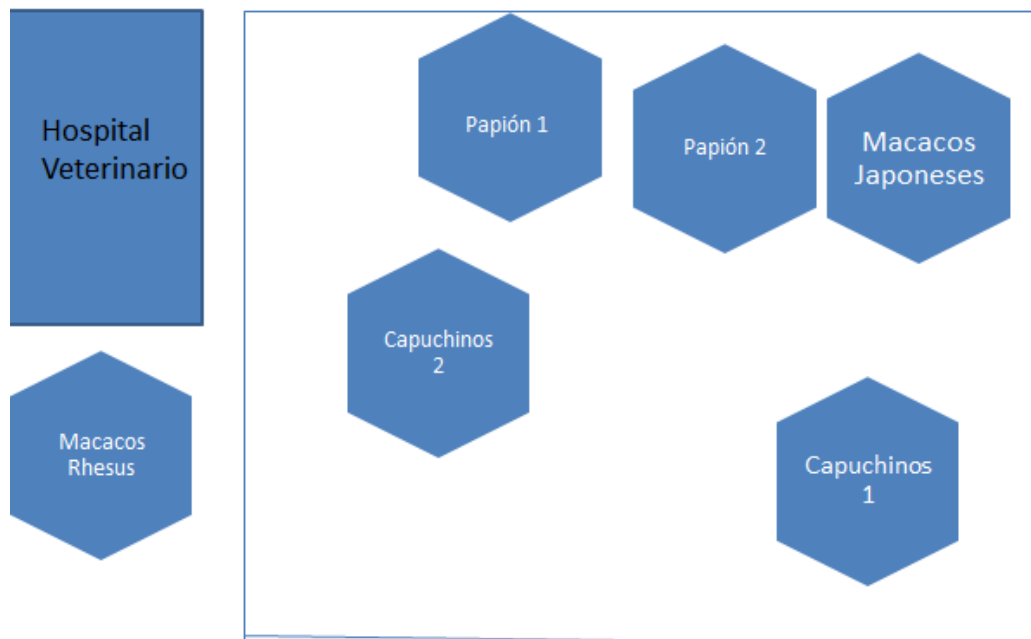 Hospital
Veterinario
Papión 1
Papión 2
Macacos
Japoneses
Capuchinos
2
Macacos
Rhesus
Capuchinos
1